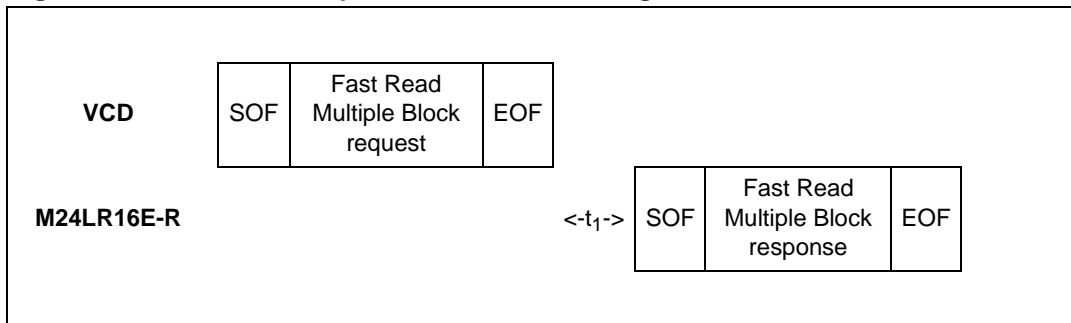 VCD
SOF
Fast Read
Multiple Block
request
EOF
M24LR16E-R
<-t₁->
SOF
Fast Read
Multiple Block
response
EOF